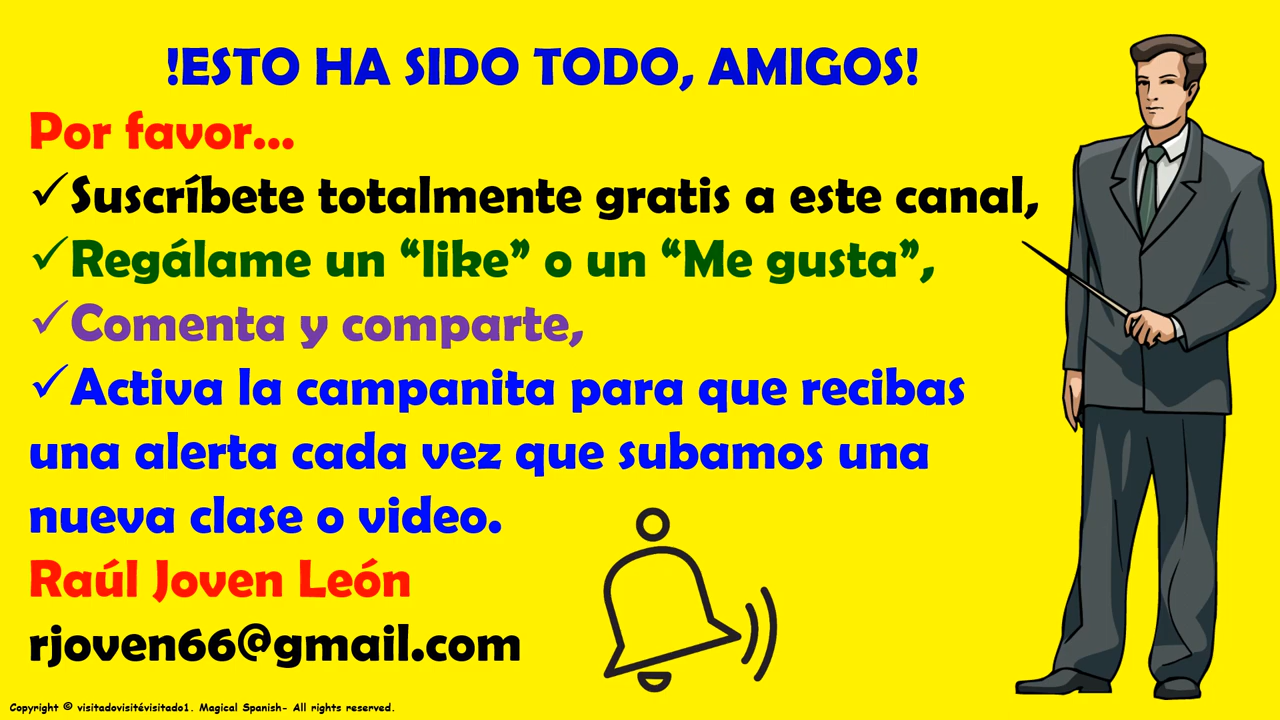 !ESTO HA SIDO TODO, AMIGOS!
Por favor...
✓Suscríbete totalmente gratis a este canal,
✓Regálame un “like” o un “Me gusta”,
✓Comenta y comparte,
✓Activa la campanita para que recibas
una alerta cada vez que subamos una
nueva clase o video.
Raúl Joven León
rjoven66@gmail.com
Copyright © visitadovisitévisitado1. Magical Spanish- All rights reserved.